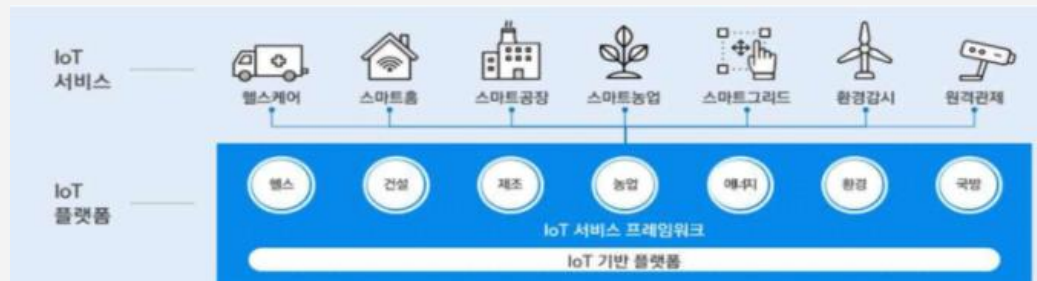 IoT
서비스
헬스케어 스마트홈 스마트공장 스마트농업 스마트그리드 환경감시 원격관제
IoT
플랫폼
헬스 건설 제조 농업 에너지 환경 국방
IoT 서비스 프레임워크
IoT 기반 플랫폼